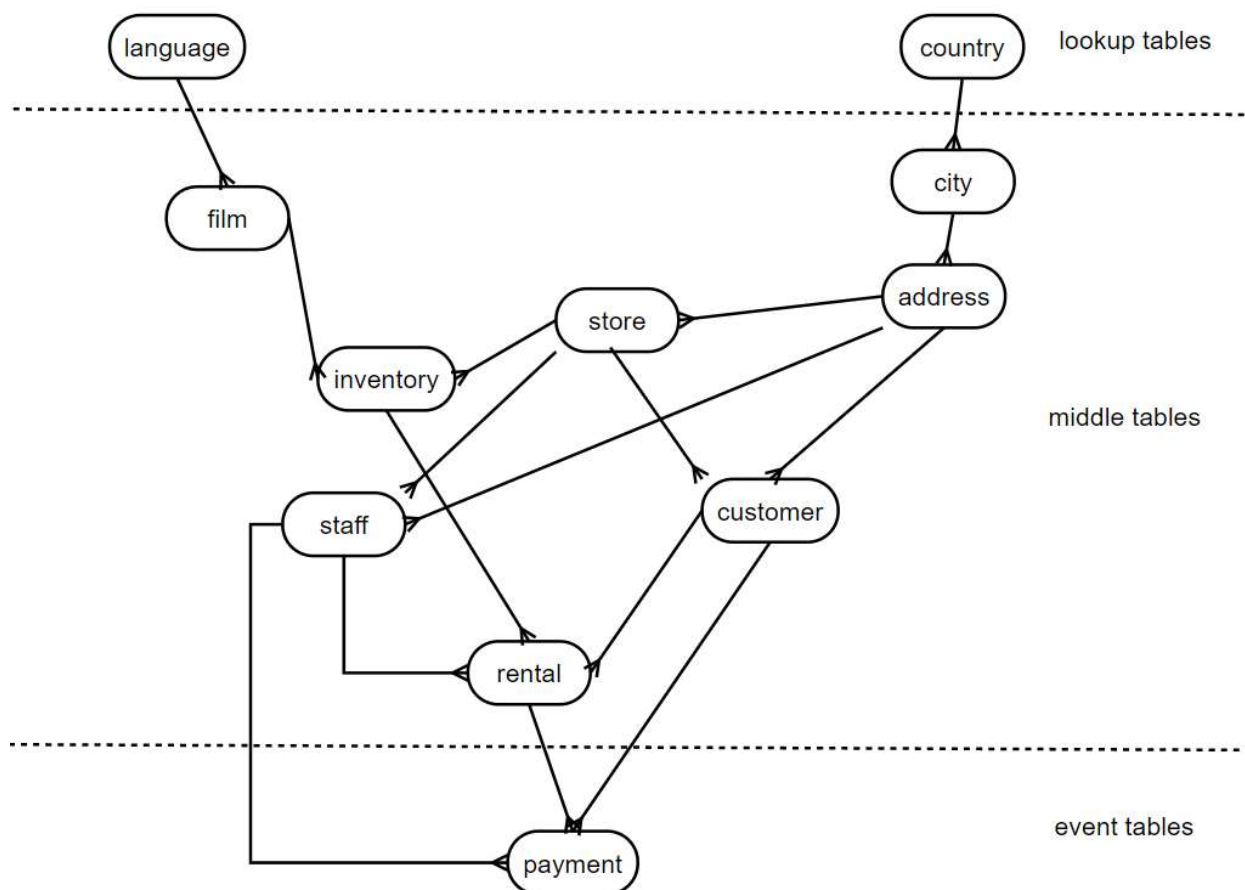 language
country
lookup tables
city
film
address
store
inventory
middle tables
customer
staff
rental
event tables
payment